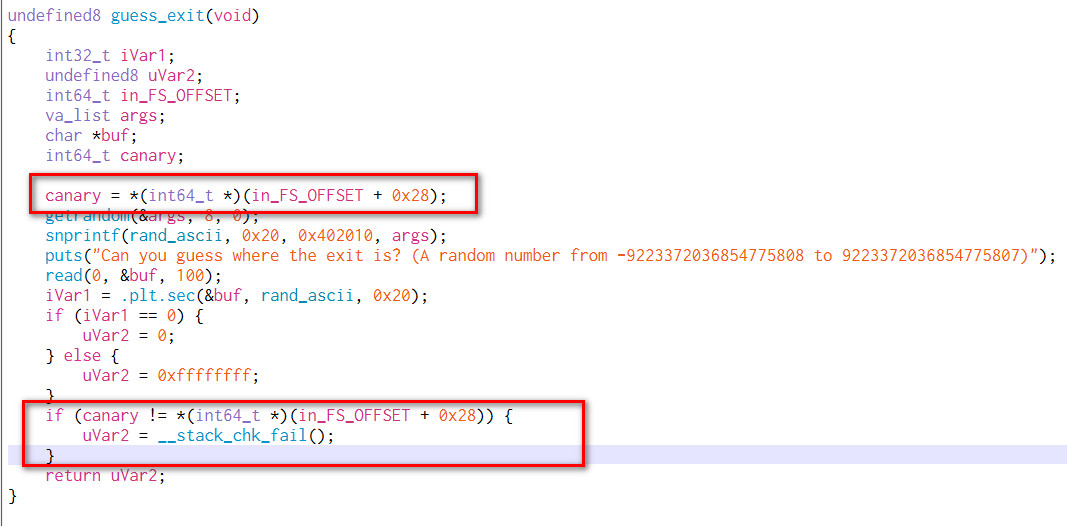 undefined8 guess_exit(void)
{
    int32_t iVar1;
    undefined8 uVar2;
    int64_t in_FS_OFFSET;
    va_list args;
    char *buf;
    int64_t canary;
    canary = *(int64_t *)(in_FS_OFFSET + 0x28);
    getrandom(&args, 8, 0);
    snprintf(rand_ascii, 0x20, 0x402010, args);
    puts("Can you guess where the exit is? (A random number from -9223372036854775808 to 9223372036854775807)");
    read(0, &buf, 100);
    iVar1 = .plt.sec(&buf, rand_ascii, 0x20);
    if (iVar1 == 0) {
        uVar2 = 0;
    } else {
        uVar2 = 0xffffffff;
    }
    if (canary != *(int64_t *)(in_FS_OFFSET + 0x28)) {
        uVar2 = __stack_chk_fail();
    }
    return uVar2;
}